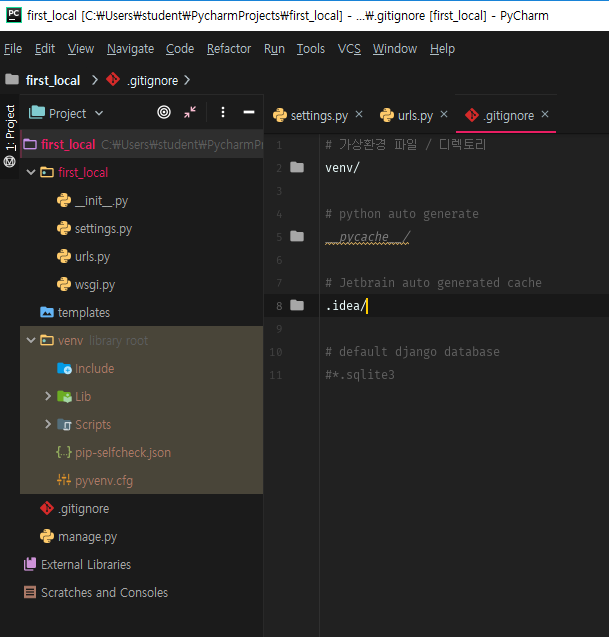 PC first_local [C:₩Users₩student₩PycharmProjects₩first_local] - ...₩.gitignore [first_local] - PyCharm
File Edit View Navigate Code Refactor Run Tools VCS Window Help
first_local .gitignore
1: Project
Project
settings.py
urls.py
.gitignore
first_local C:₩Users₩student₩PycharmPr
first_local
__init__.py
settings.py
urls.py
wsgi.py
templates
venv library root
Include
Lib
Scripts
pip-selfcheck.json
pyvenv.cfg
.gitignore
manage.py
External Libraries
Scratches and Consoles
1 # 가상환경 파일 / 디렉토리
2 venv/
3
4 # python auto generate
5 __pycache__/
6
7 # Jetbrain auto generated cache
8 .idea/
9
10 # default django database
11 #*.sqlite3